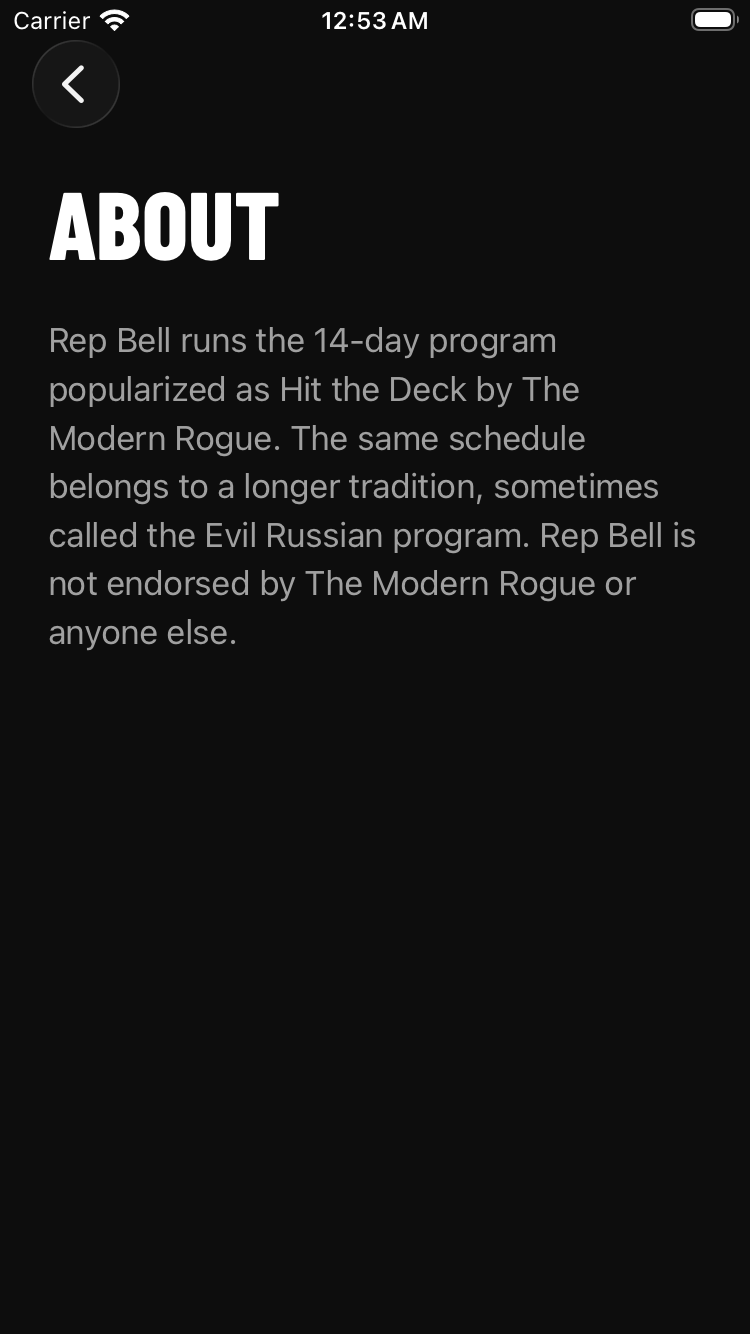 Carrier
12:53 AM
ABOUT
Rep Bell runs the 14-day program
popularized as Hit the Deck by The
Modern Rogue. The same schedule
belongs to a longer tradition, sometimes
called the Evil Russian program. Rep Bell is
not endorsed by The Modern Rogue or
anyone else.